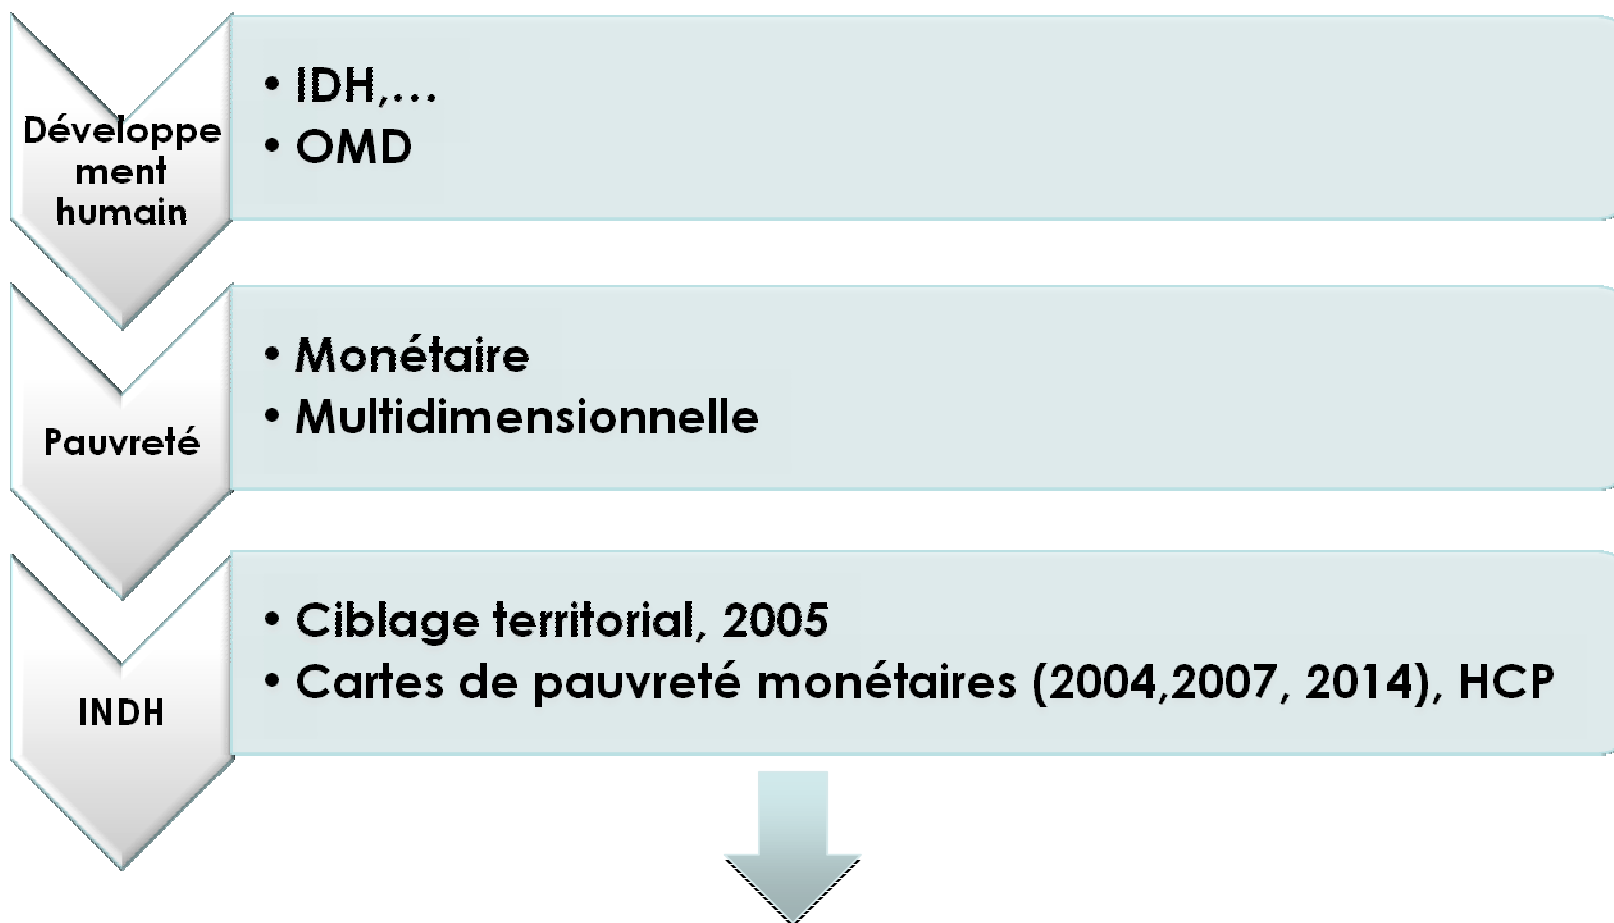 Développe
ment
humain
• IDH,...
• OMD
Pauvreté
• Monétaire
• Multidimensionnelle
INDH
• Ciblage territorial, 2005
• Cartes de pauvreté monétaires (2004,2007, 2014), HCP